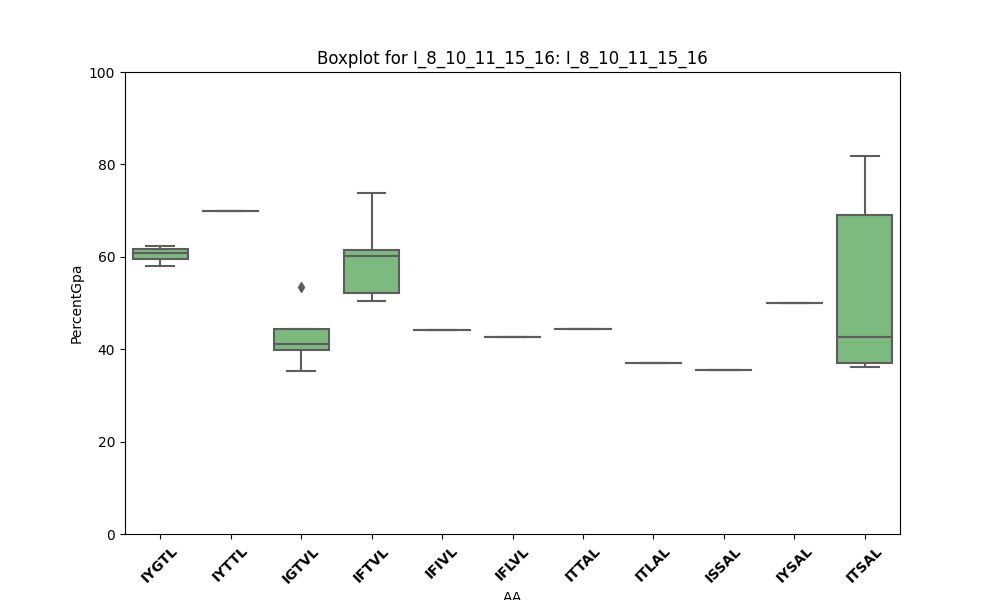 Boxplot for I_8_10_11_15_16: I_8_10_11_15_16
100
80
60
40
20
0
PercentGpa
IYGTL
IYTTL
IGTVL
IFTVL
IFIVL
IFLVL
ITTAL
ITLAL
ISSAL
IYSAL
ITSAL
AA